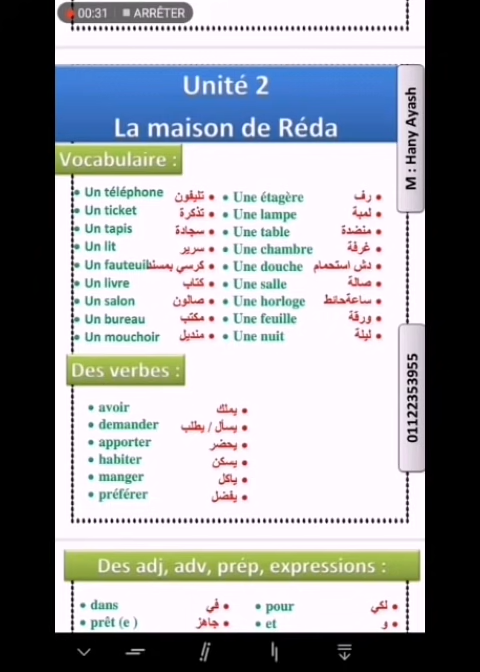 00:31 ARRÊTER
Unité 2
La maison de Réda
M : Hany Ayash
Vocabulaire :
• Un téléphone تليفون • • Une étagère رف •
• Un ticket تذكرة • • Une lampe لمبة •
• Un tapis سجادة • • Une table منضدة •
• Un lit سرير • • Une chambre غرفة •
• Un fauteuil كرسي بمسند • • Une douche دش استحمام •
• Un livre كتاب • • Une salle صالة •
• Un salon صالون • • Une horloge ساعةحائط •
• Un bureau مكتب • • Une feuille ورقة •
• Un mouchoir منديل • • Une nuit ليلة •
01122353955
Des verbes :
• avoir يملك •
• demander يسأل / يطلب •
• apporter يحضر •
• habiter يسكن •
• manger ياكل •
• préférer يفضل •
Des adj, adv, prép, expressions :
• dans في • • pour لكي •
• prêt (e ) جاهز • • et و •